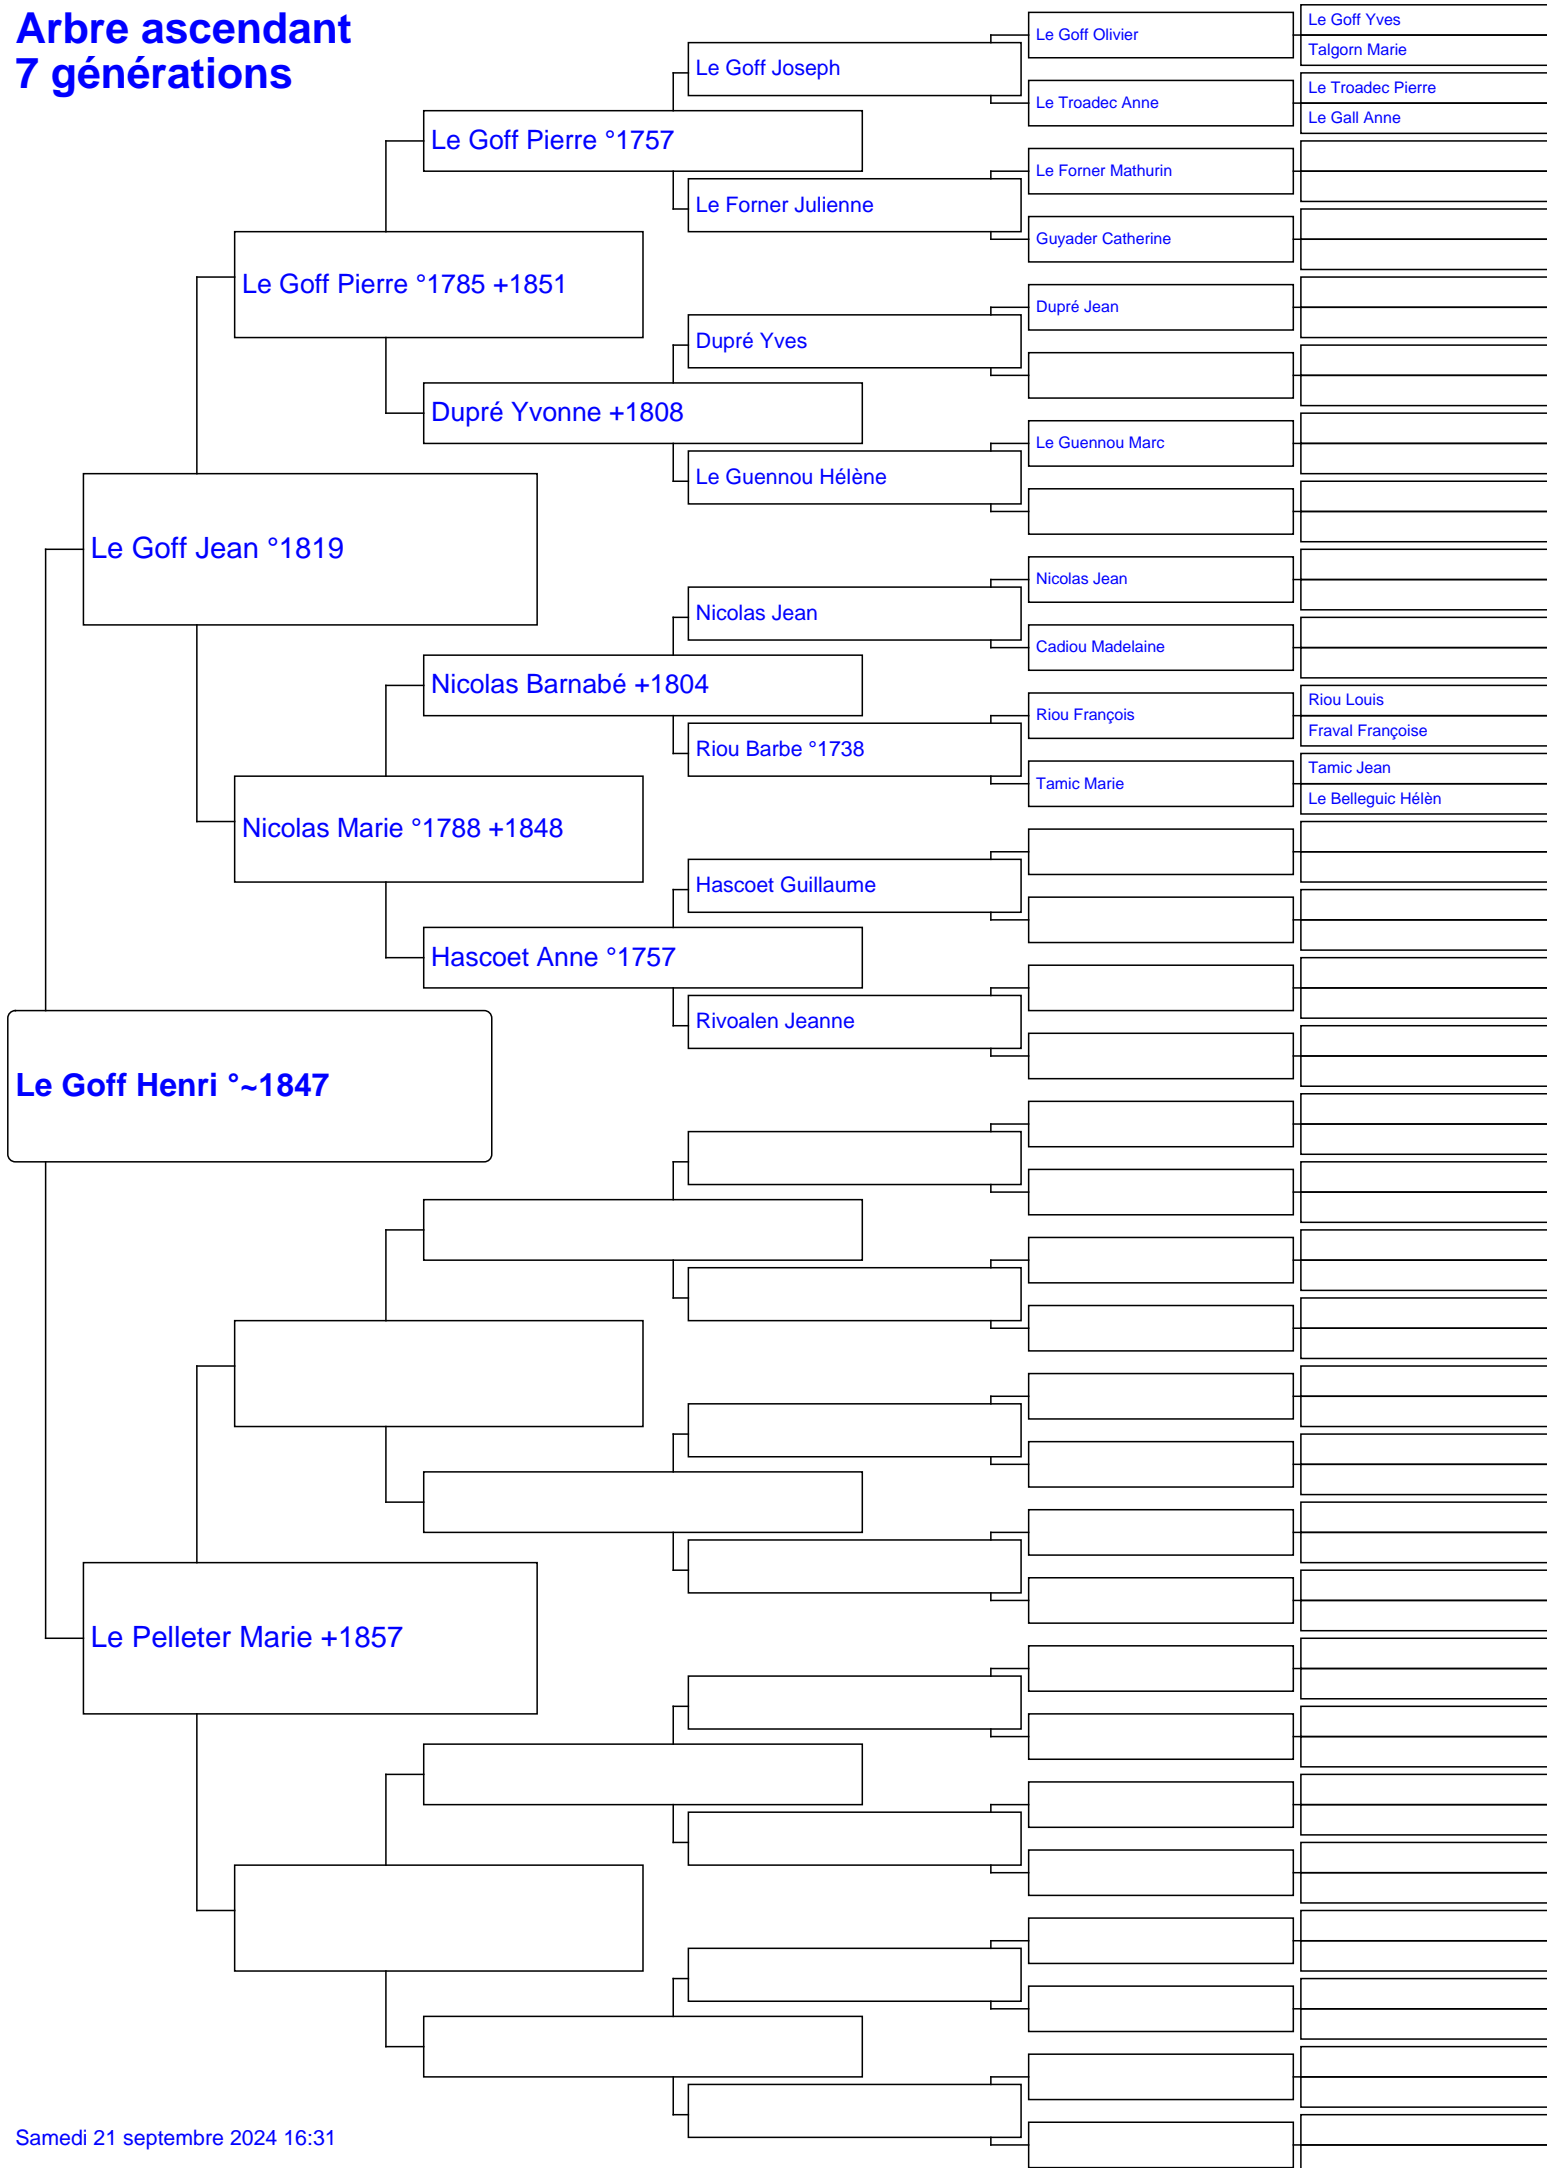 Arbre ascendant
7 générations
Le Goff Yves
Le Goff Olivier
Talgorn Marie
Le Goff Joseph
Le Troadec Pierre
Le Troadec Anne
Le Gall Anne
Le Goff Pierre °1757
Le Forner Mathurin
Le Forner Julienne
Guyader Catherine
Le Goff Pierre °1785 +1851
Dupré Jean
Dupré Yves
Dupré Yvonne +1808
Le Guennou Marc
Le Guennou Hélène
Le Goff Jean °1819
Nicolas Jean
Nicolas Jean
Cadiou Madelaine
Nicolas Barnabé +1804
Riou Louis
Riou François
Fraval Françoise
Riou Barbe °1738
Tamic Jean
Tamic Marie
Le Belleguic Hélèn
Nicolas Marie °1788 +1848
Hascoet Guillaume
Hascoet Anne °1757
Rivoalen Jeanne
Le Goff Henri °~1847
Le Pelleter Marie +1857
Samedi 21 septembre 2024 16:31